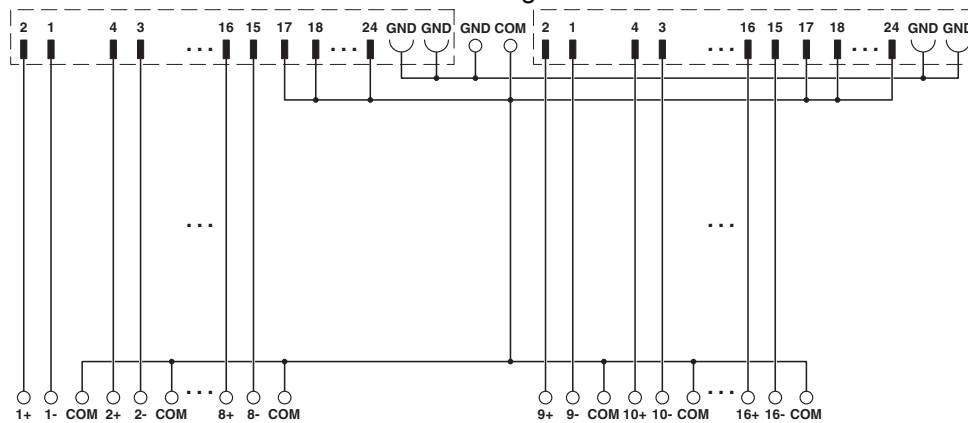 2 1 4 3 ... 16 15 17 18 ... 24 GND GND GND COM 2 1 4 3 ... 16 15 17 18 ... 24 GND GND
... ...
1+ 1- COM 2+ 2- COM ... 8+ 8- COM 9+ 9- COM 10+ 10- COM ... 16+ 16- COM